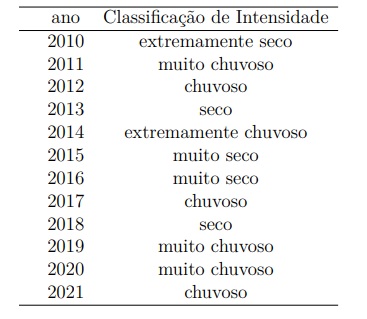 ano Classificação de Intensidade
2010 extremamente seco
2011 muito chuvoso
2012 chuvoso
2013 seco
2014 extremamente chuvoso
2015 muito seco
2016 muito seco
2017 chuvoso
2018 seco
2019 muito chuvoso
2020 muito chuvoso
2021 chuvoso